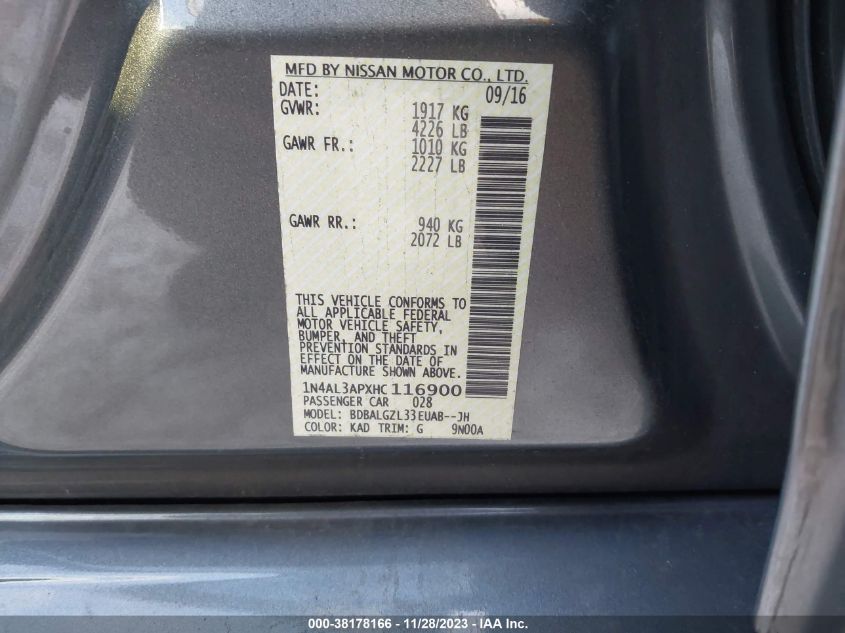 MFD BY NISSAN MOTOR CO., LTD.
DATE: 09/16
GVWR: 1917 KG
4226 LB
GAWR FR.: 1010 KG
2227 LB
GAWR RR.: 940 KG
2072 LB
THIS VEHICLE CONFORMS TO
ALL APPLICABLE FEDERAL
MOTOR VEHICLE SAFETY,
BUMPER, AND THEFT
PREVENTION STANDARDS IN
EFFECT ON THE DATE OF
MANUFACTURE SHOWN ABOVE.
1N4AL3APXHC116900
PASSENGER CAR 028
MODEL: BDBALGZL33EUAB--JH
COLOR: KAD TRIM: G 9N00A
000-38178166 - 11/28/2023 - IAA Inc.